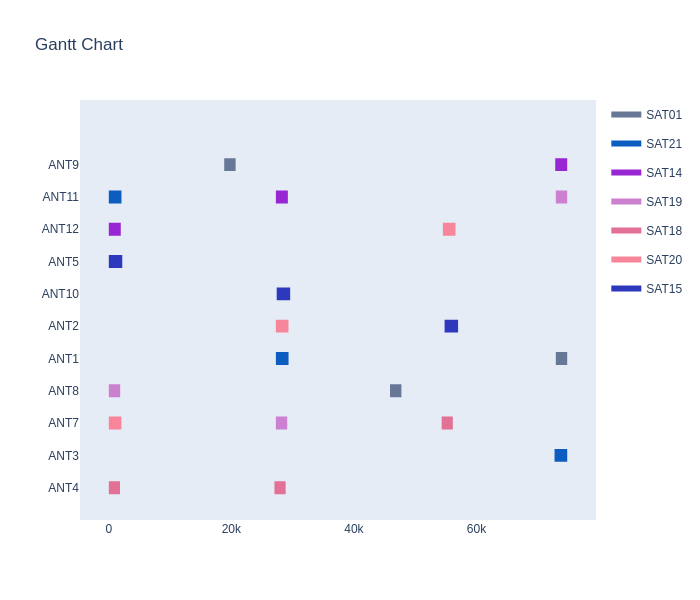 Gantt Chart
SAT01
SAT21
SAT14
SAT19
SAT18
SAT20
SAT15
ANT9
ANT11
ANT12
ANT5
ANT10
ANT2
ANT1
ANT8
ANT7
ANT3
ANT4
0 20k 40k 60k